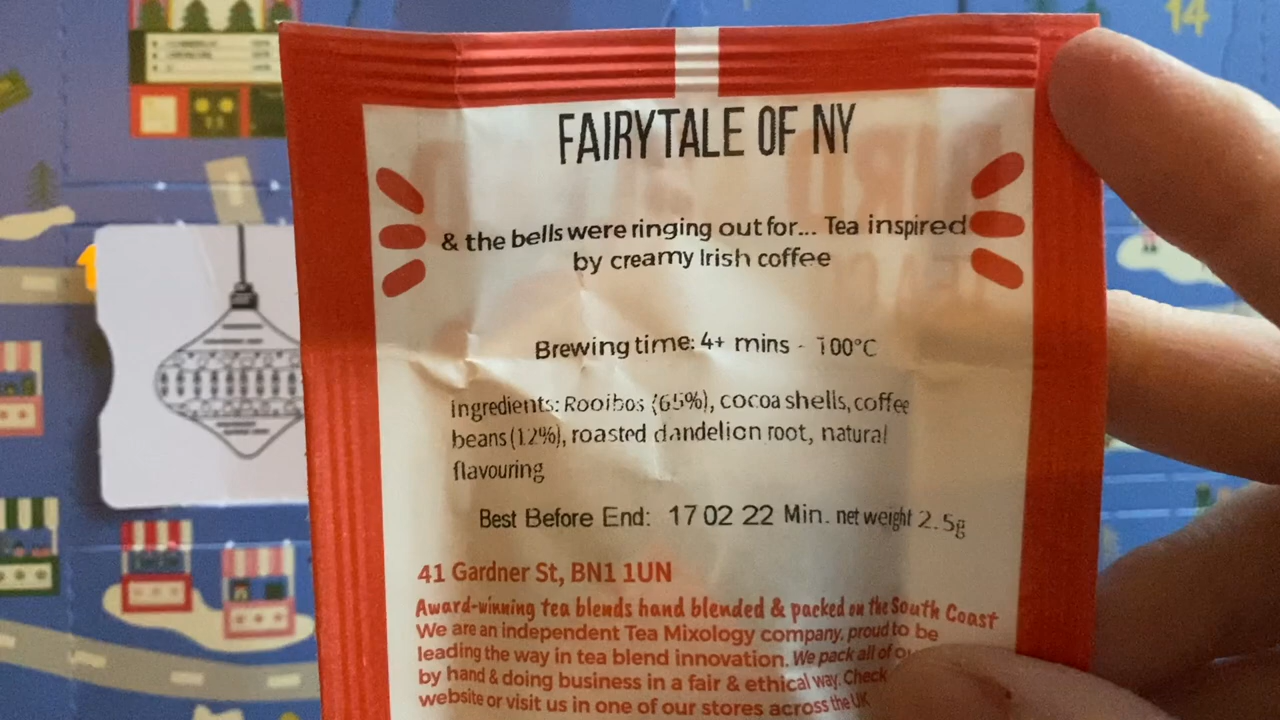 14
FAIRYTALE OF NY
& the bells were ringing out for... Tea inspired
by creamy Irish coffee
Brewing time: 4+ mins - 100°C
Ingredients: Rooibos (65%), cocoa shells, coffee
beans (12%), roasted dandelion root, natural
flavouring
Best Before End: 17 02 22 Min. net weight 2.5g
41 Gardner St, BN1 1UN
Award-winning tea blends hand blended & packed on the South Coast
We are an independent Tea Mixology company, proud to be
leading the way in tea blend innovation. We pack all of
by hand & doing business in a fair & ethical way. Check
website or visit us in one of our stores across the UK